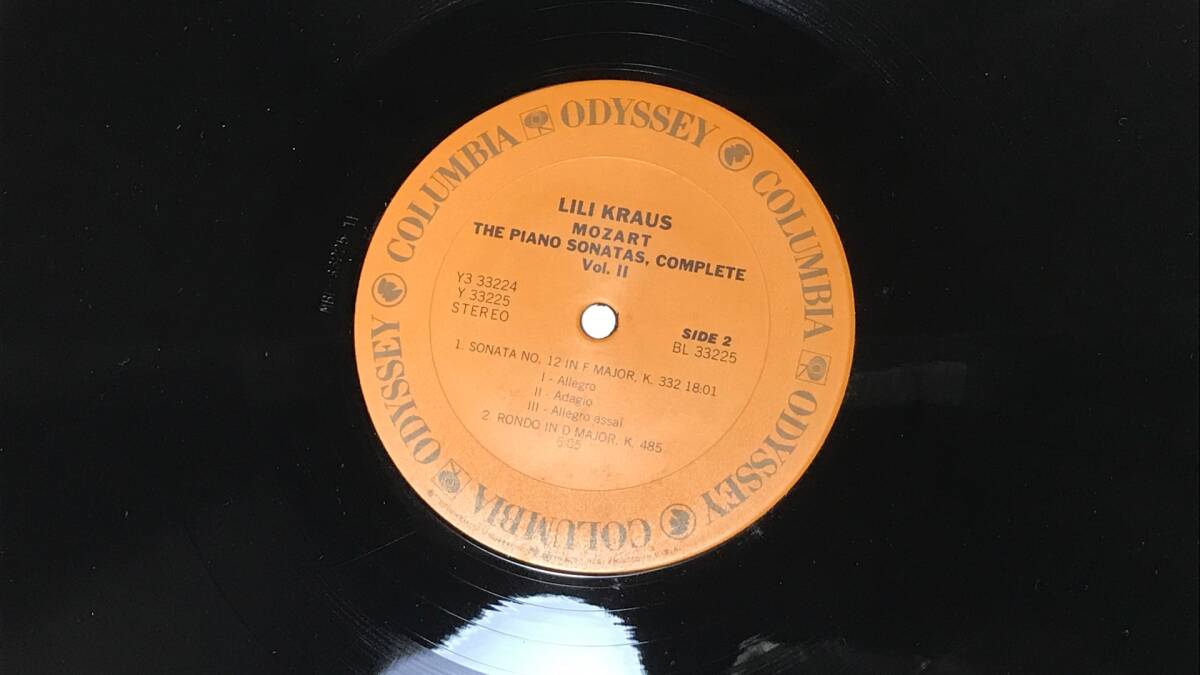 COLUMBIA ODYSSEY COLUMBIA ODYSSEY COLUMBIA ODYSSEY
LILI KRAUS
MOZART
THE PIANO SONATAS, COMPLETE
Vol. II
Y3 33224
Y 33225
STEREO
SIDE 2
BL 33225
1. SONATA NO. 12 IN F MAJOR, K. 332 18:01
I - Allegro
II - Adagio
III - Allegro assai
2. RONDO IN D MAJOR, K. 485
6:05